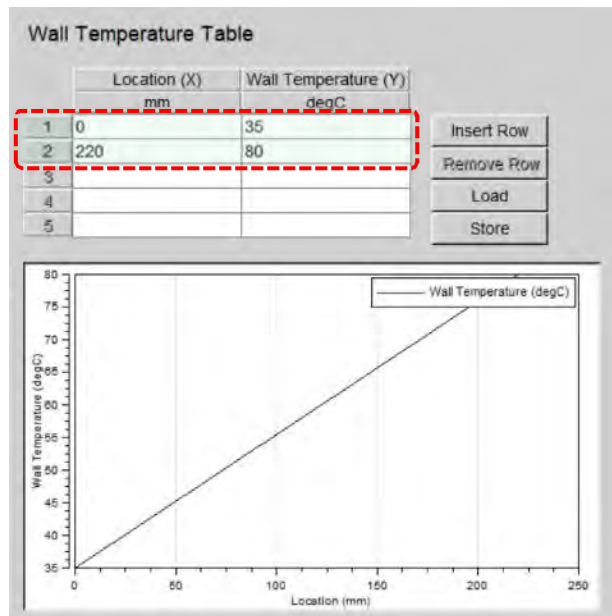 Wall Temperature Table
Location (X) Wall Temperature (Y)
mm degC
1 0 35 Insert Row
2 220 80 Remove Row
3
4 Load
5 Store
80
Wall Temperature (degC)
75
70
65
60
55
50
45
40
35
Wall Temperature (degC)
0 50 100 150 200 250
Location (mm)